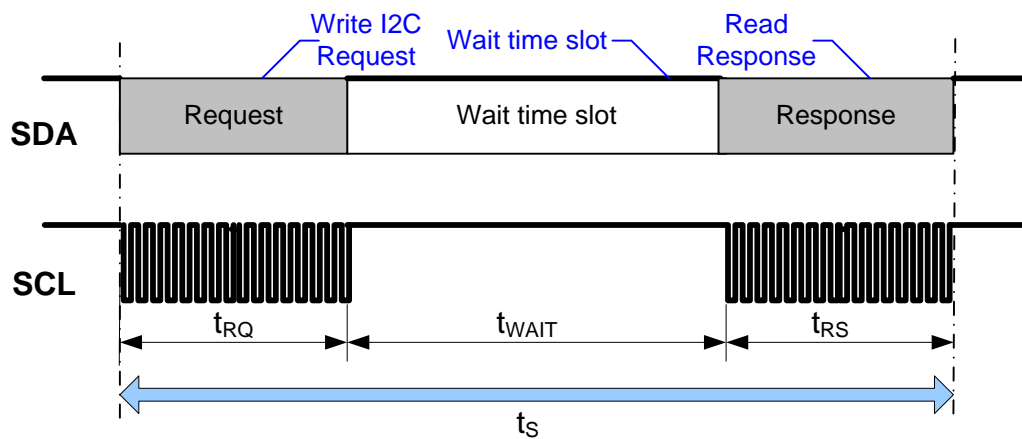 Write I2C
Request
Wait time slot
Read
Response
SDA
Request
Wait time slot
Response
SCL
tRQ
tWAIT
tRS
tS